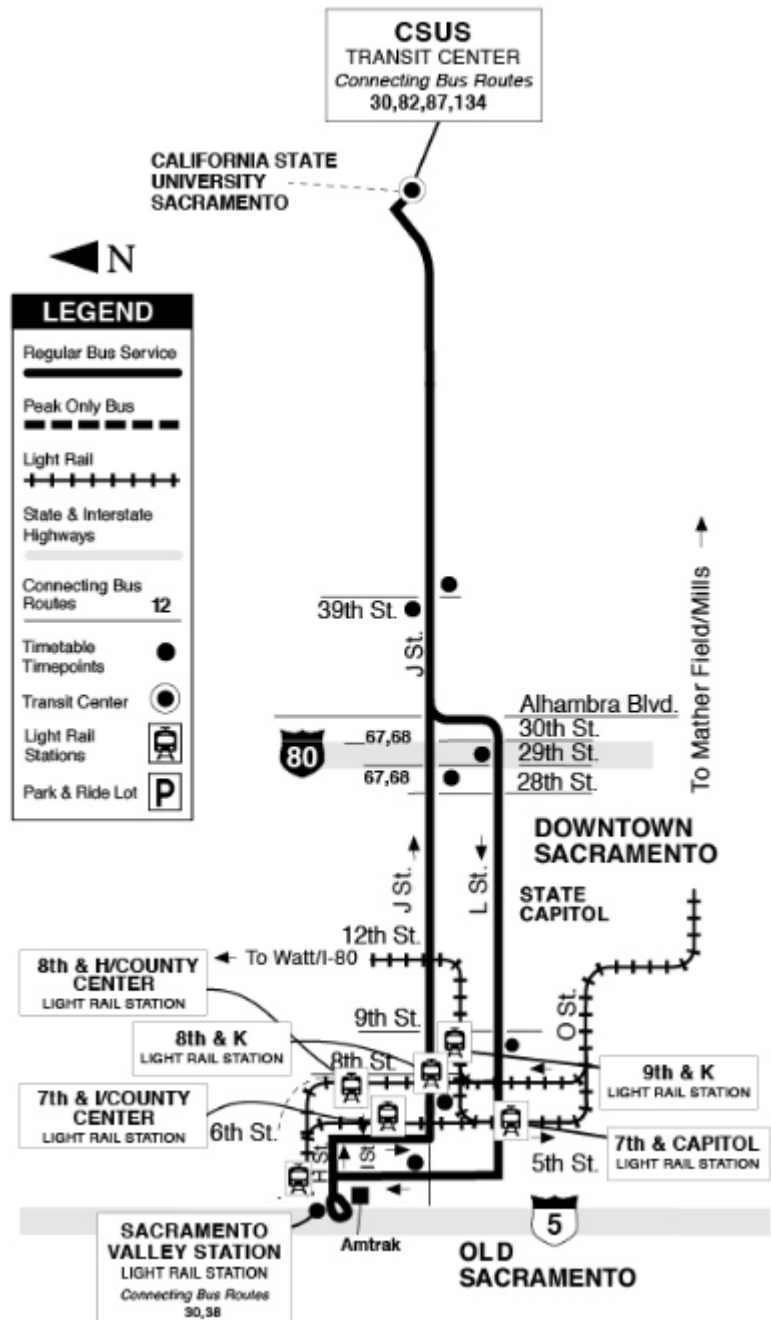 CSUS
TRANSIT CENTER
Connecting Bus Routes
30,82,87,134
CALIFORNIA STATE
UNIVERSITY
SACRAMENTO
N
LEGEND
Regular Bus Service
Peak Only Bus
Light Rail
State & Interstate
Highways
Connecting Bus
Routes 12
Timetable
Timepoints
Transit Center
Light Rail
Stations
Park & Ride Lot P
39th St.
J St.
To Mather Field/Mills
Alhambra Blvd.
67,68 30th St.
80
29th St.
67,68 28th St.
DOWNTOWN
SACRAMENTO
J St.
L St.
STATE
CAPITOL
12th St.
To Watt/I-80
8th & H/COUNTY
CENTER
LIGHT RAIL STATION
9th St.
O St.
8th & K
LIGHT RAIL STATION
8th St.
9th & K
LIGHT RAIL STATION
7th & I/COUNTY
CENTER
LIGHT RAIL STATION
6th St.
7th & CAPITOL
LIGHT RAIL STATION
H St
I St
5th St.
5
SACRAMENTO
VALLEY STATION
LIGHT RAIL STATION
Connecting Bus Routes
30,38
Amtrak
OLD
SACRAMENTO